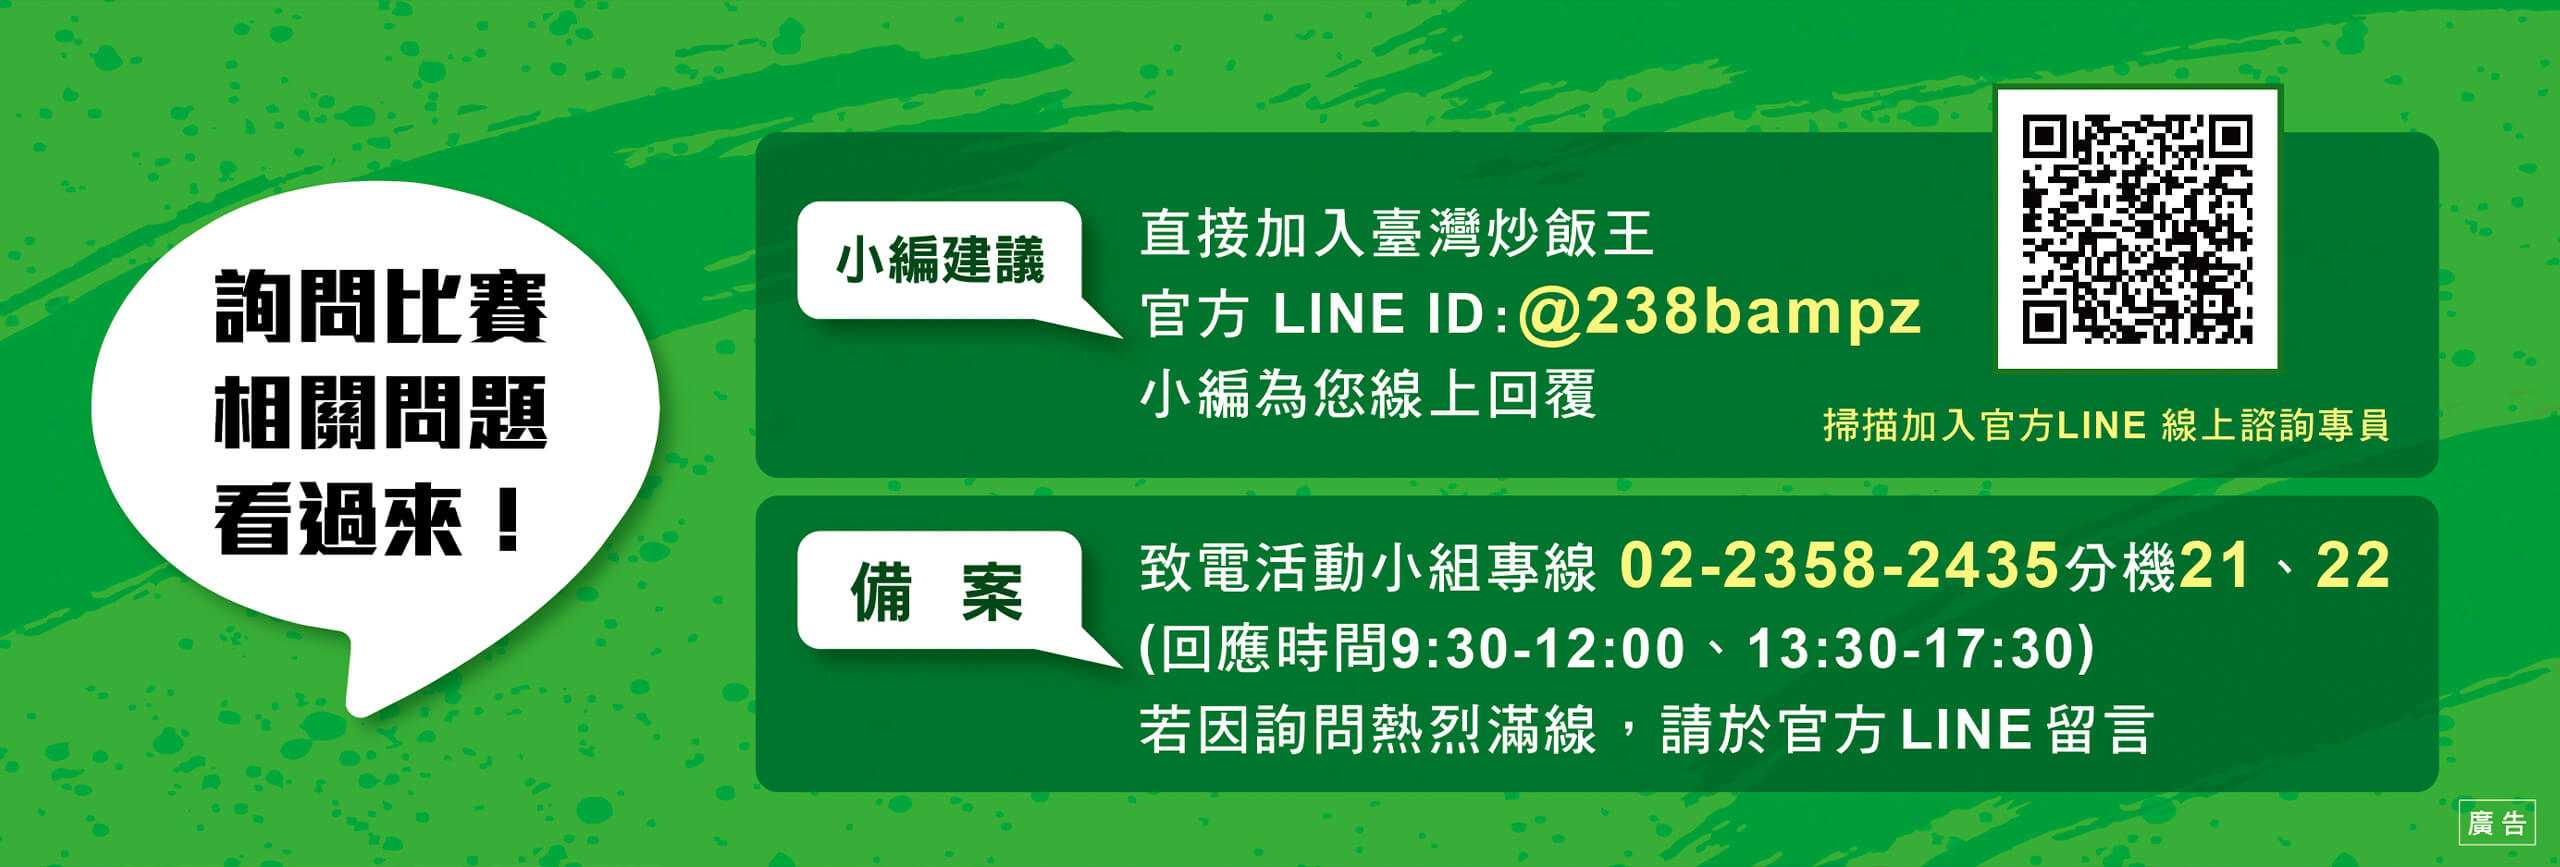 詢問比賽
相關問題
看過來！
小編建議
直接加入臺灣炒飯王
官方 LINE ID:@238bampz
小編為您線上回覆
掃描加入官方LINE 線上諮詢專員
備 案
致電活動小組專線 02-2358-2435分機21、22
(回應時間9:30-12:00、13:30-17:30)
若因詢問熱烈滿線，請於官方 LINE 留言
廣告